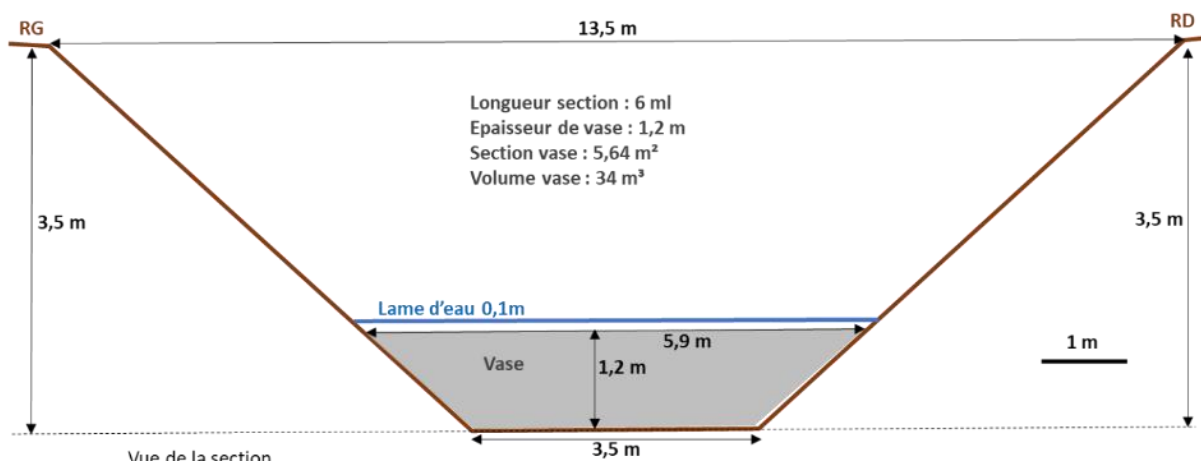 RG
13,5 m
RD
Longueur section : 6 ml
Epaisseur de vase : 1,2 m
Section vase : 5,64 m²
Volume vase : 34 m³
3,5 m
3,5 m
Lame d'eau 0,1m
5,9 m
1 m
Vase
1,2 m
3,5 m
Vue de la section